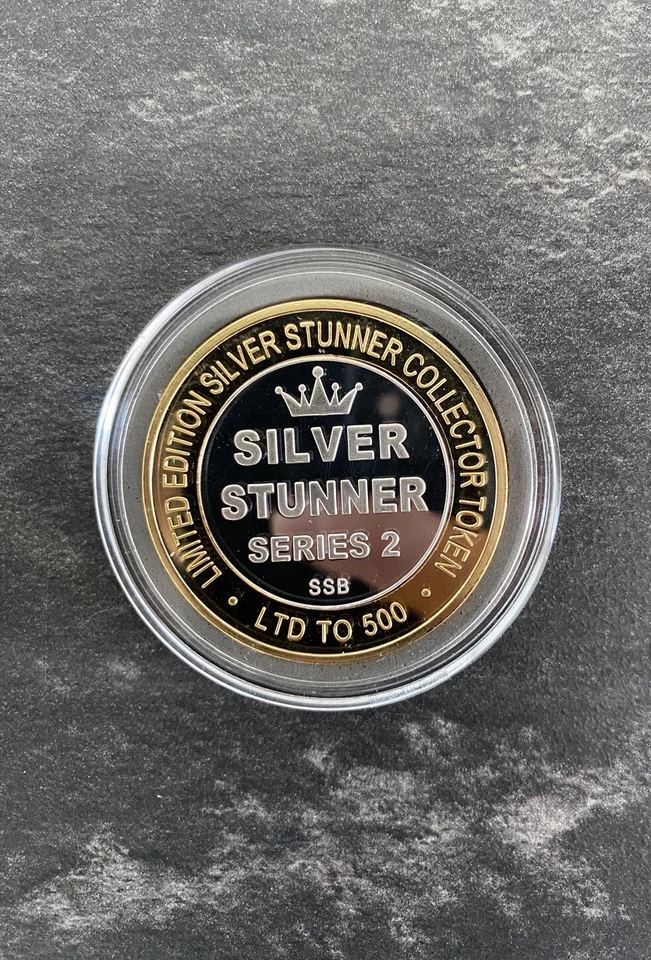 LIMITED EDITION SILVER STUNNER COLLECTOR TOKEN
SILVER
STUNNER
SERIES 2
SSB
• LTD TO 500 •